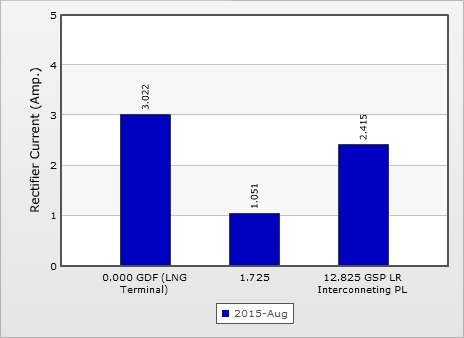 5
4
3
2
1
0
Rectifier Current (Amp.)
3.022
1.051
2.415
0.000 GDF (LNG
Terminal)
1.725
12.825 GSP LR
Interconneting PL
2015-Aug